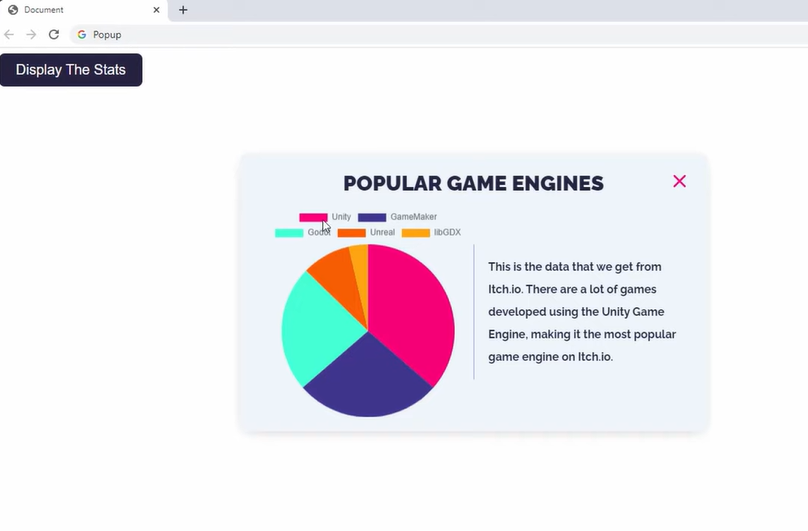 Document
Popup
Display The Stats
POPULAR GAME ENGINES
Unity GameMaker
Godot Unreal libGDX
This is the data that we get from
Itch.io. There are a lot of games
developed using the Unity Game
Engine, making it the most popular
game engine on Itch.io.